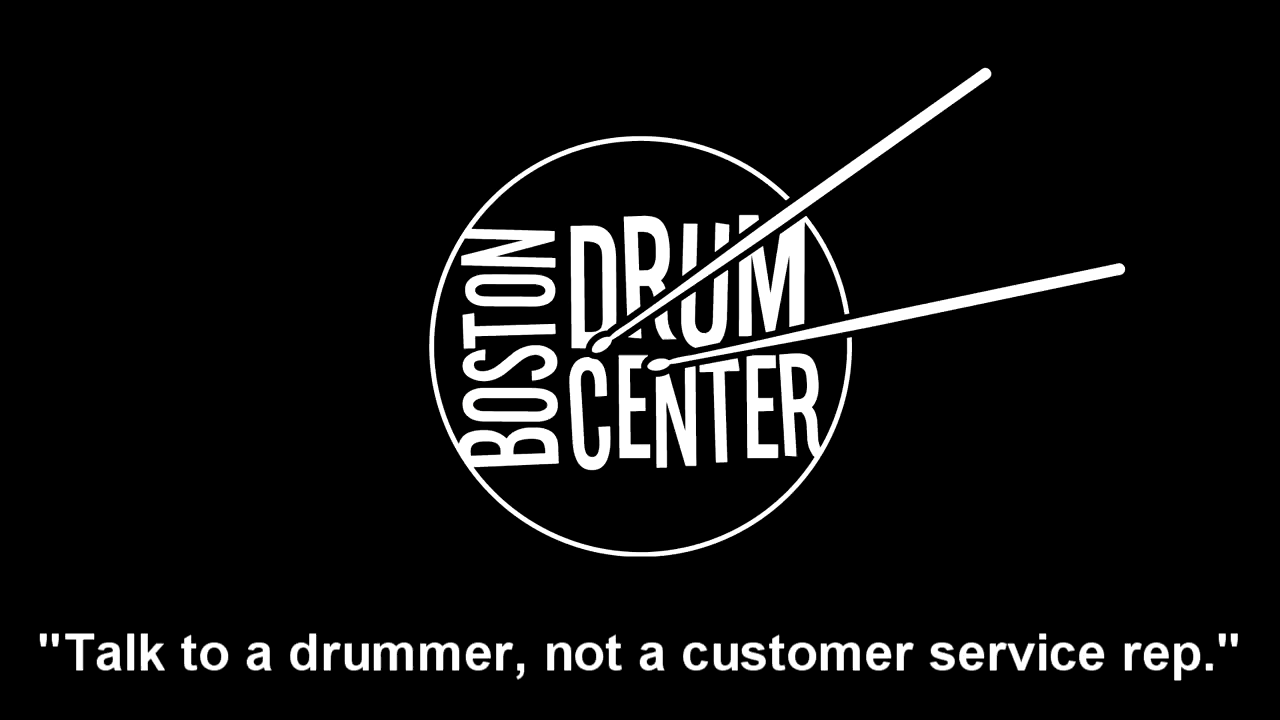 BOSTON
DRUM
CENTER
"Talk to a drummer, not a customer service rep."